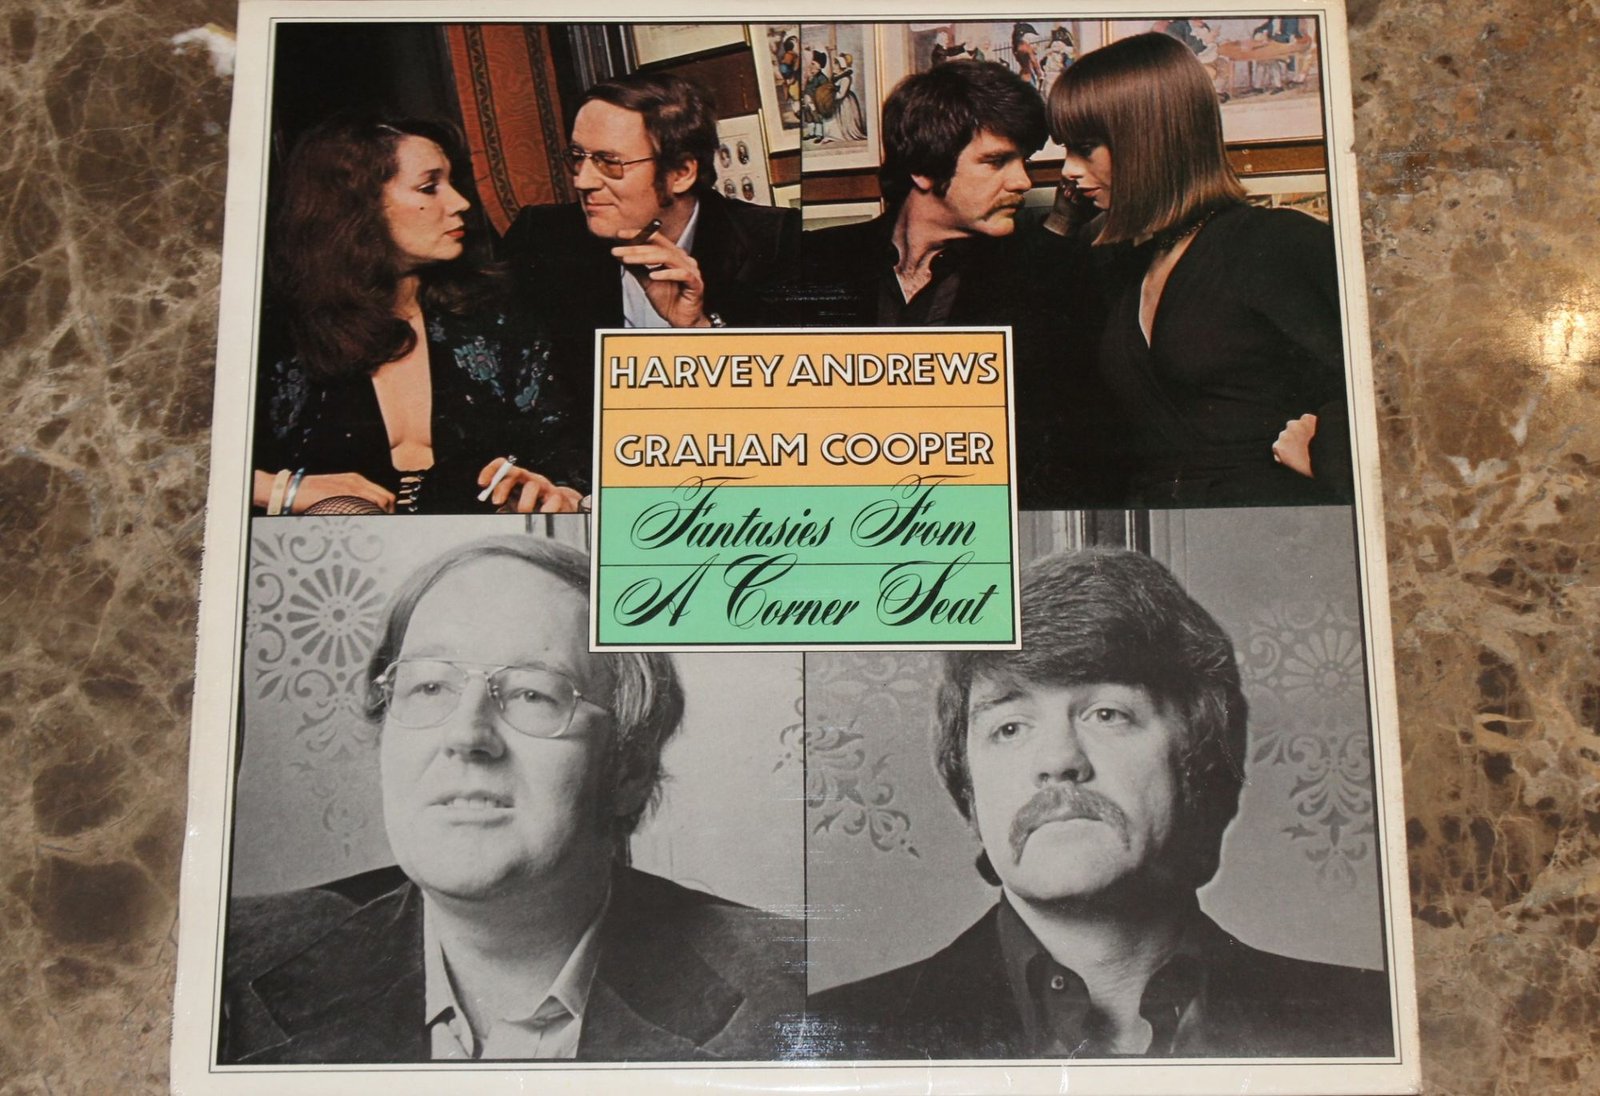 HARVEY ANDREWS
GRAHAM COOPER
Fantasies From
A Corner Seat